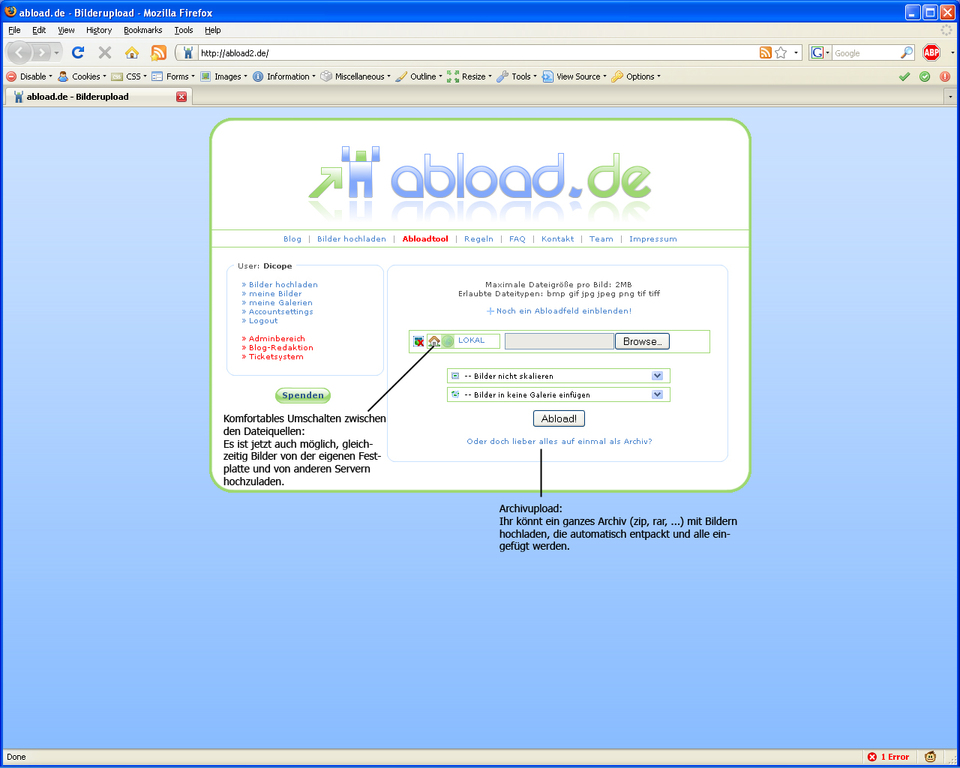 abload.de - Bilderupload - Mozilla Firefox
File Edit View History Bookmarks Tools Help
http://abload2.de/
G Google ABP
Disable Cookies CSS Forms Images Information Miscellaneous Outline Resize Tools View Source Options
abload.de - Bilderupload
abload.de
Blog | Bilder hochladen | Abloadtool | Regeln | FAQ | Kontakt | Team | Impressum
User: Dicope
» Bilder hochladen
» meine Bilder
» meine Galerien
» Accountsettings
» Logout
» Adminbereich
» Blog-Redaktion
» Ticketsystem
Spenden
Maximale Dateigröße pro Bild: 2MB
Erlaubte Dateitypen: bmp gif jpg jpeg png tif tiff
Noch ein Abloadfeld einblenden!
LOKAL Browse...
-- Bilder nicht skalieren
-- Bilder in keine Galerie einfügen
Abload!
Oder doch lieber alles auf einmal als Archiv?
Komfortables Umschalten zwischen
den Dateiquellen:
Es ist jetzt auch möglich, gleich-
zeitig Bilder von der eigenen Fest-
platte und von anderen Servern
hochzuladen.
Archivupload:
Ihr könnt ein ganzes Archiv (zip, rar, ...) mit Bildern
hochladen, die automatisch entpackt und alle ein-
gefügt werden.
Done
1 Error